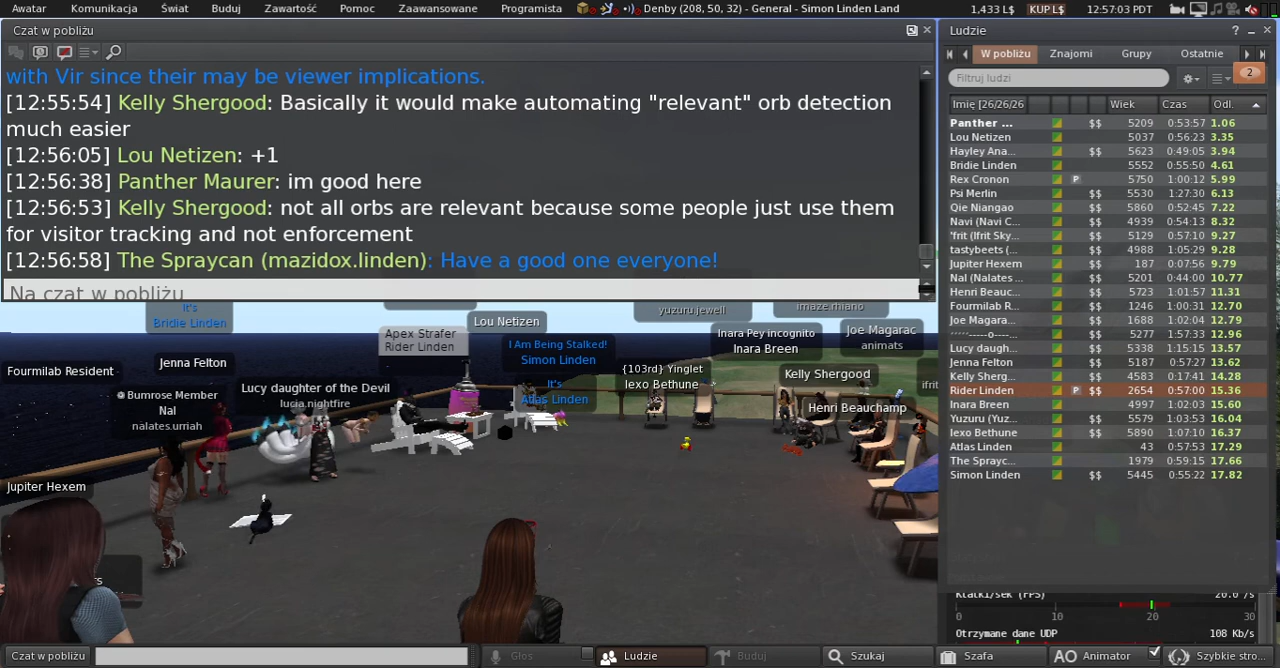 Awatar Komunikacja Świat Buduj Zawartość Pomoc Zaawansowane Programista Denby (208, 50, 32) - General - Simon Linden Land 1,433 L$ KUP L$ 12:57:03 PDT
Czat w pobliżu
with Vir since their may be viewer implications.
[12:55:54] Kelly Shergood: Basically it would make automating "relevant" orb detection
much easier
[12:56:05] Lou Netizen: +1
[12:56:38] Panther Maurer: im good here
[12:56:53] Kelly Shergood: not all orbs are relevant because some people just use them
for visitor tracking and not enforcement
[12:56:58] The Spraycan (mazidox.linden): Have a good one everyone!
Na czat w pobliżu
It's
Bridie Linden
yuzuru.jewell
Lou Netizen
Apex Strafer
Rider Linden
I Am Being Stalked!
Simon Linden
Inara Pey incognito
Inara Breen
Joe Magarac
animats
Jenna Felton
Fourmilab Resident
{103rd} Yinglet
Iexo Bethune
Kelly Shergood
It's
Atlas Linden
Bumrose Member
Nal
nalates.urriah
Lucy daughter of the Devil
lucia.nightfire
ifrit
Henri Beauchamp
Jupiter Hexem
rs
Ludzie
W pobliżu Znajomi Grupy Ostatnie
Filtruj ludzi
2
Imię [26/26/26 Wiek Czas Odl.
Panther ... $$ 5209 0:53:57 1.06
Lou Netizen 5037 0:56:23 3.35
Hayley Ana... $$ 5623 0:49:05 3.94
Bridie Linden 5552 0:55:50 4.61
Rex Cronon P 5750 1:00:12 5.99
Psi Merlin $$ 5530 1:27:30 6.13
Qie Niangao $$ 5860 0:52:45 7.22
Navi (Navi C... $$ 4939 0:54:13 8.32
'frit (Ifrit Sky... $$ 5129 0:57:10 9.27
tastybeets (... $$ 4988 1:05:29 9.28
Jupiter Hexem $$ 187 0:07:56 9.79
Nal (Nalates ... $$ 5201 0:44:00 10.77
Henri Beauc... $$ 5723 1:01:57 11.31
Fourmilab R... $$ 1246 1:00:31 12.70
Joe Magara... $$ 1688 1:02:04 12.79
$$ 5277 1:57:33 12.96
Lucy daugh... $$ 5338 1:15:15 13.57
Jenna Felton $$ 5187 0:57:27 13.62
Kelly Sherg... $$ 4583 0:17:41 14.28
Rider Linden P $$ 2654 0:57:00 15.36
Inara Breen $$ 4997 1:02:03 15.60
Yuzuru (Yuz... $$ 5579 1:03:53 16.04
Iexo Bethune $$ 5890 1:07:10 16.37
Atlas Linden 43 0:57:53 17.29
The Sprayc... 1979 0:59:15 17.66
Simon Linden $$ 5445 0:55:22 17.82
Klatki/sek (FPS) 20.0 /s
0 10 20 30
Otrzymane dane UDP 108 Kb/s
Czat w pobliżu Głos Ludzie Buduj Szukaj Szafa AO Animator Szybkie stro...